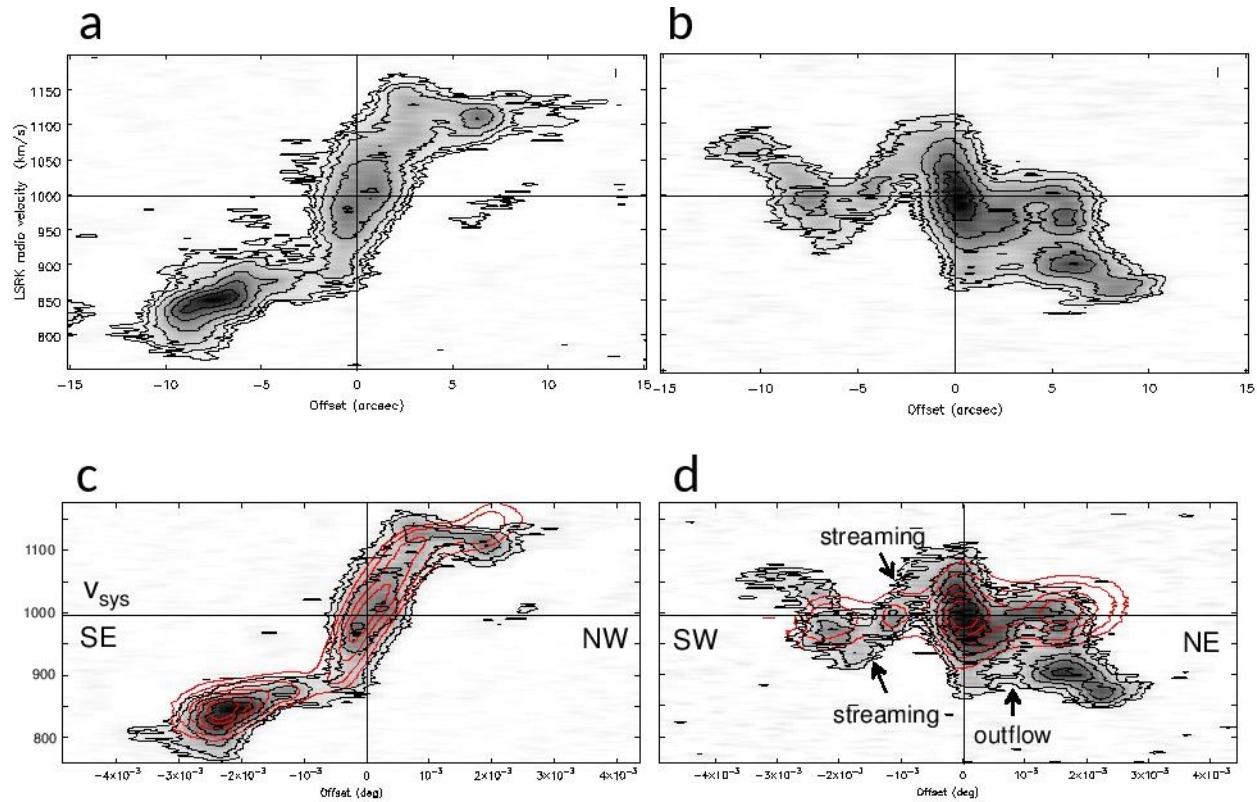 a
b
LSRK radio velocity (km/s)
1150
1100
1050
1000
950
900
850
800
-15 -10 -5 0 5 10 15
Offset (arcsec)
-15 -10 -5 0 5 10 15
Offset (arcsec)
c
d
1100
1000
900
800
Vsys
SE
NW
−4×10⁻³ −3×10⁻³ −2×10⁻³ −10⁻³ 0 10⁻³ 2×10⁻³ 3×10⁻³ 4×10⁻³
Offset (deg)
streaming
SW
NE
streaming
outflow
−4×10⁻³ −3×10⁻³ −2×10⁻³ −10⁻³ 0 10⁻³ 2×10⁻³ 3×10⁻³ 4×10⁻³
Offset (deg)